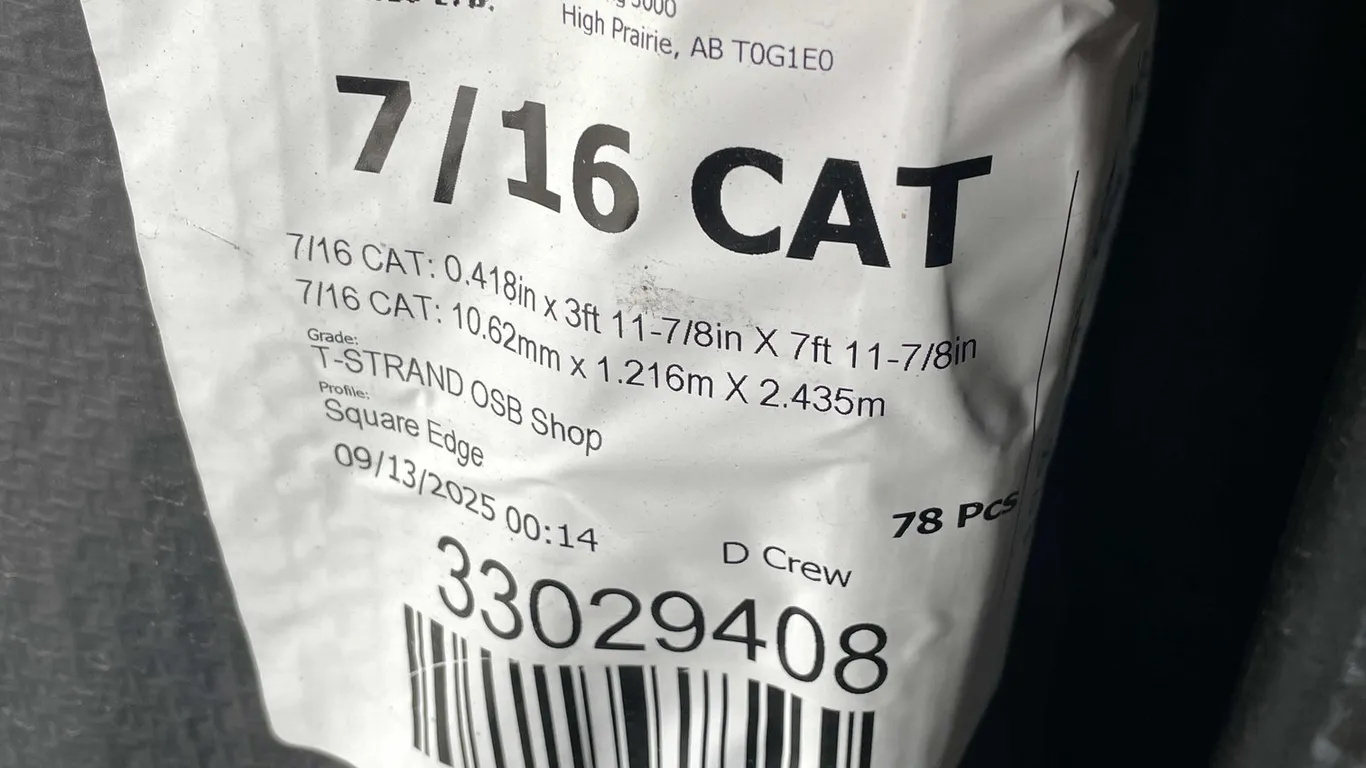 LTD.
High Prairie, AB T0G1E0
7/16 CAT
7/16 CAT: 0.418in x 3ft 11-7/8in X 7ft 11-7/8in
7/16 CAT: 10.62mm x 1.216m X 2.435m
Grade:
T-STRAND OSB Shop
Profile:
Square Edge
09/13/2025 00:14
78 Pcs
D Crew
33029408